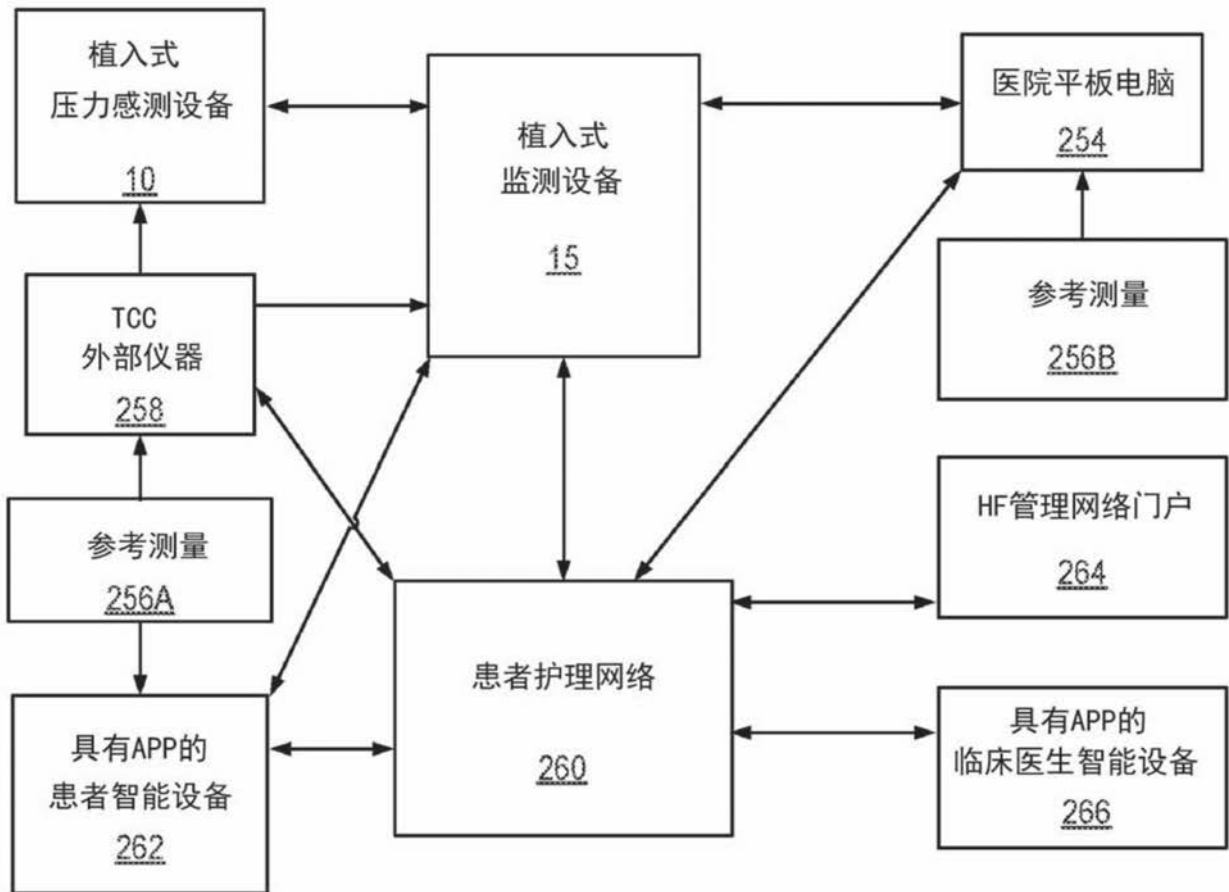 植入式
压力感测设备
10
植入式
监测设备
15
医院平板电脑
254
参考测量
256B
TCC
外部仪器
258
参考测量
256A
HF管理网络门户
264
患者护理网络
260
具有APP的
患者智能设备
262
具有APP的
临床医生智能设备
266